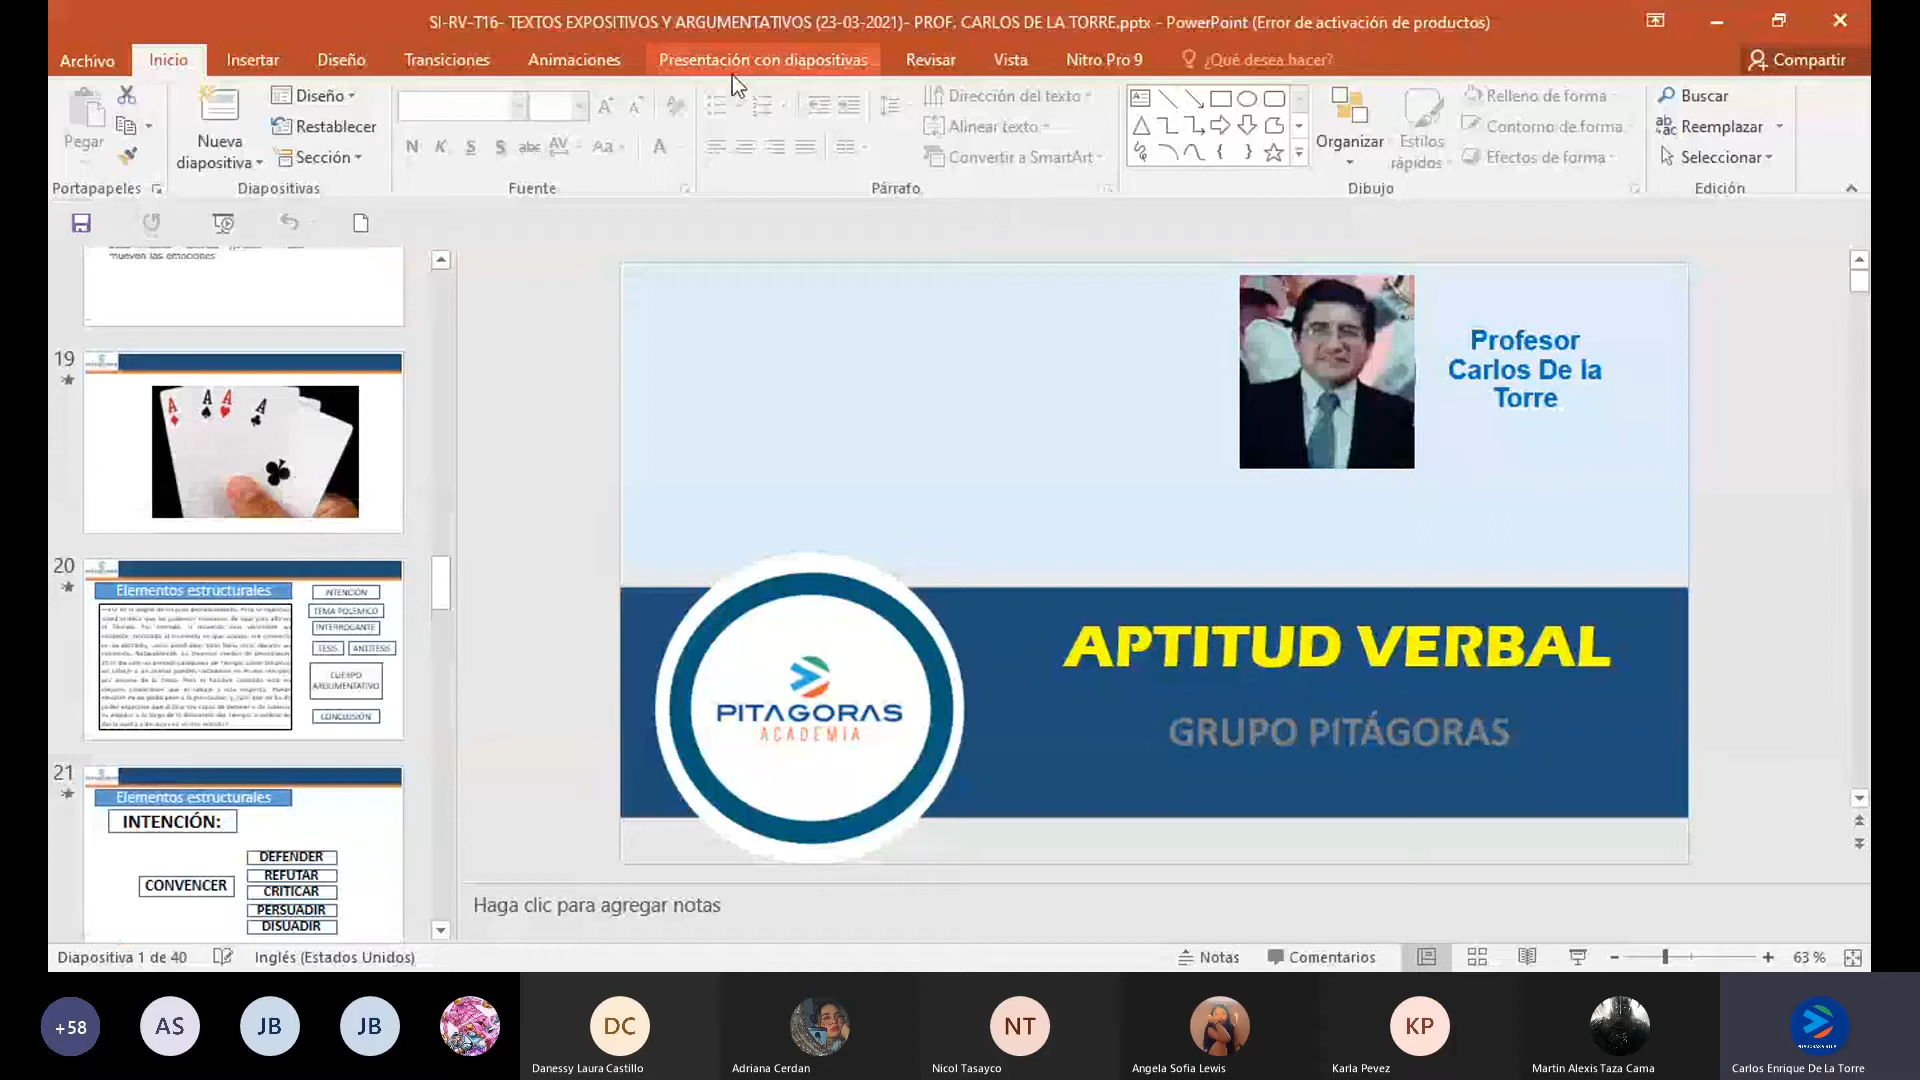 SI-RV-T16- TEXTOS EXPOSITIVOS Y ARGUMENTATIVOS (23-03-2021)- PROF. CARLOS DE LA TORRE.pptx - PowerPoint (Error de activación de productos)
Archivo Inicio Insertar Diseño Transiciones Animaciones Presentación con diapositivas Revisar Vista Nitro Pro 9 ¿Qué desea hacer? Compartir
Pegar
Nueva diapositiva
Diseño
Restablecer
Sección
N K S S abc AV Aa A
Dirección del texto
Alinear texto
Convertir a SmartArt
Organizar
Estilos rápidos
Relleno de forma
Contorno de forma
Efectos de forma
Buscar
Reemplazar
Seleccionar
Portapapeles Diapositivas Fuente Párrafo Dibujo Edición
mueven las emociones
19
A A A A
20
Elementos estructurales
INTENCIÓN
TEMA POLÉMICO
INTERROGANTE
TESIS ANTÍTESIS
CUERPO ARGUMENTATIVO
CONCLUSIÓN
21
Elementos estructurales
INTENCIÓN:
CONVENCER
DEFENDER
REFUTAR
CRITICAR
PERSUADIR
DISUADIR
Profesor
Carlos De la
Torre
APTITUD VERBAL
GRUPO PITÁGORAS
PITAGORAS
ACADEMIA
Haga clic para agregar notas
Diapositiva 1 de 40 Inglés (Estados Unidos) Notas Comentarios 63 %
+58 AS JB JB DC NT KP
Danessy Laura Castillo Adriana Cerdan Nicol Tasayco Angela Sofia Lewis Karla Pevez Martin Alexis Taza Cama Carlos Enrique De La Torre